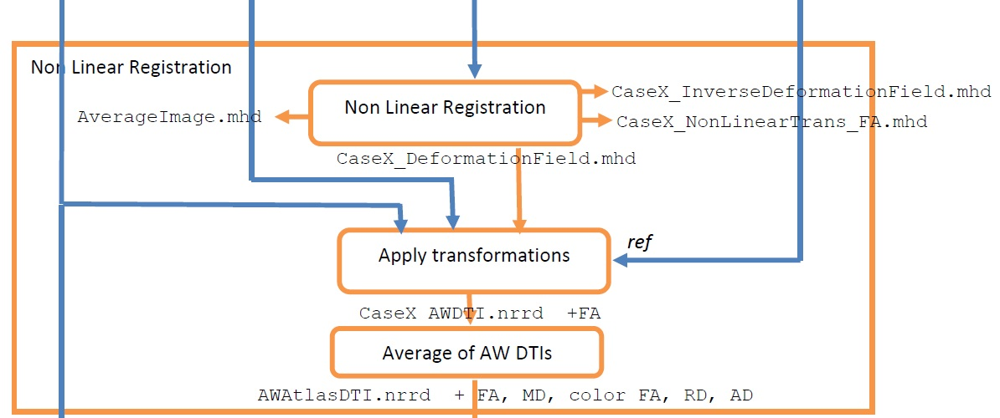 Non Linear Registration
Non Linear Registration
CaseX_InverseDeformationField.mhd
AverageImage.mhd
CaseX_NonLinearTrans_FA.mhd
CaseX_DeformationField.mhd
ref
Apply transformations
CaseX AWDTI.nrrd +FA
Average of AW DTIs
AWAtlasDTI.nrrd + FA, MD, color FA, RD, AD